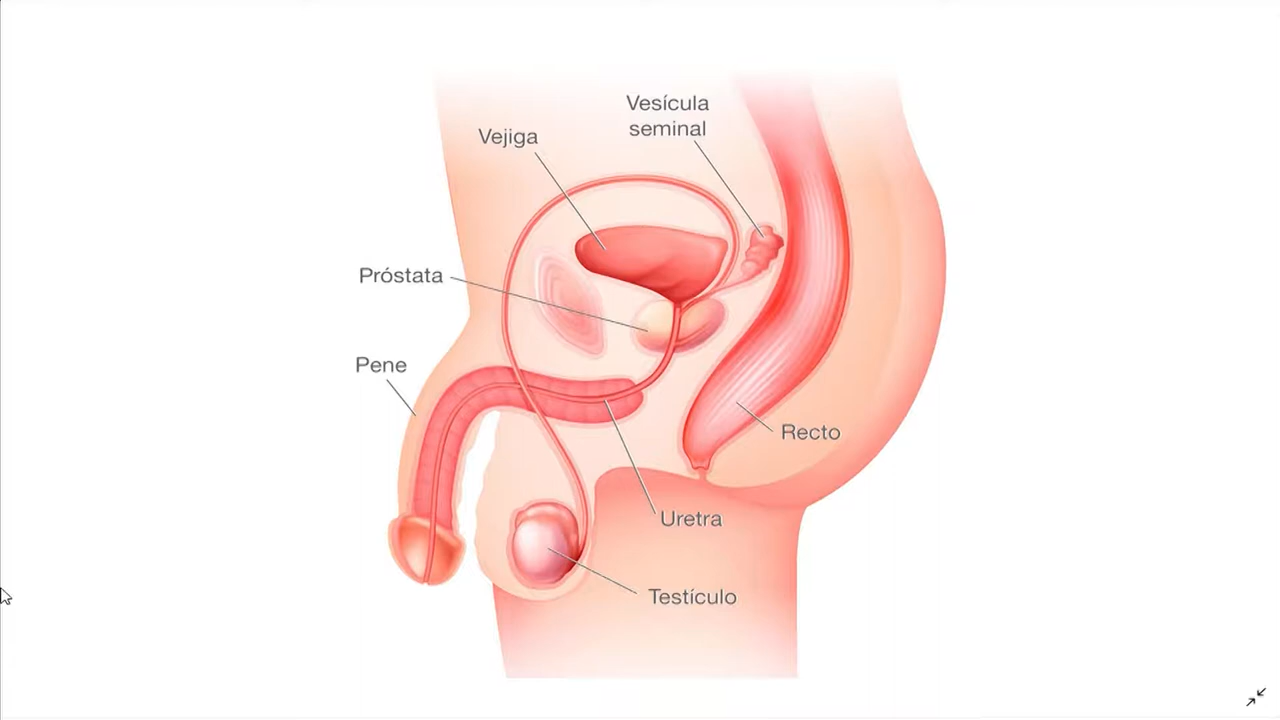 Vesícula
seminal
Vejiga
Próstata
Pene
Recto
Uretra
Testículo